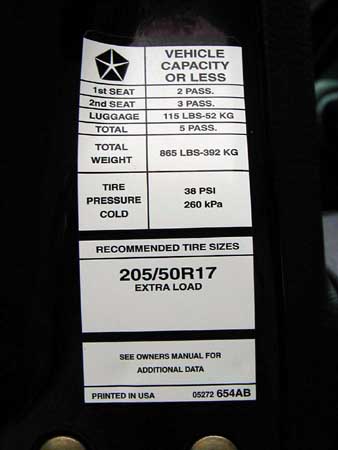 VEHICLE
CAPACITY
OR LESS
1st SEAT 2 PASS.
2nd SEAT 3 PASS.
LUGGAGE 115 LBS-52 KG
TOTAL 5 PASS.
TOTAL
WEIGHT 865 LBS-392 KG
TIRE
PRESSURE
COLD
38 PSI
260 kPa
RECOMMENDED TIRE SIZES
205/50R17
EXTRA LOAD
SEE OWNERS MANUAL FOR
ADDITIONAL DATA
PRINTED IN USA 05272 654AB